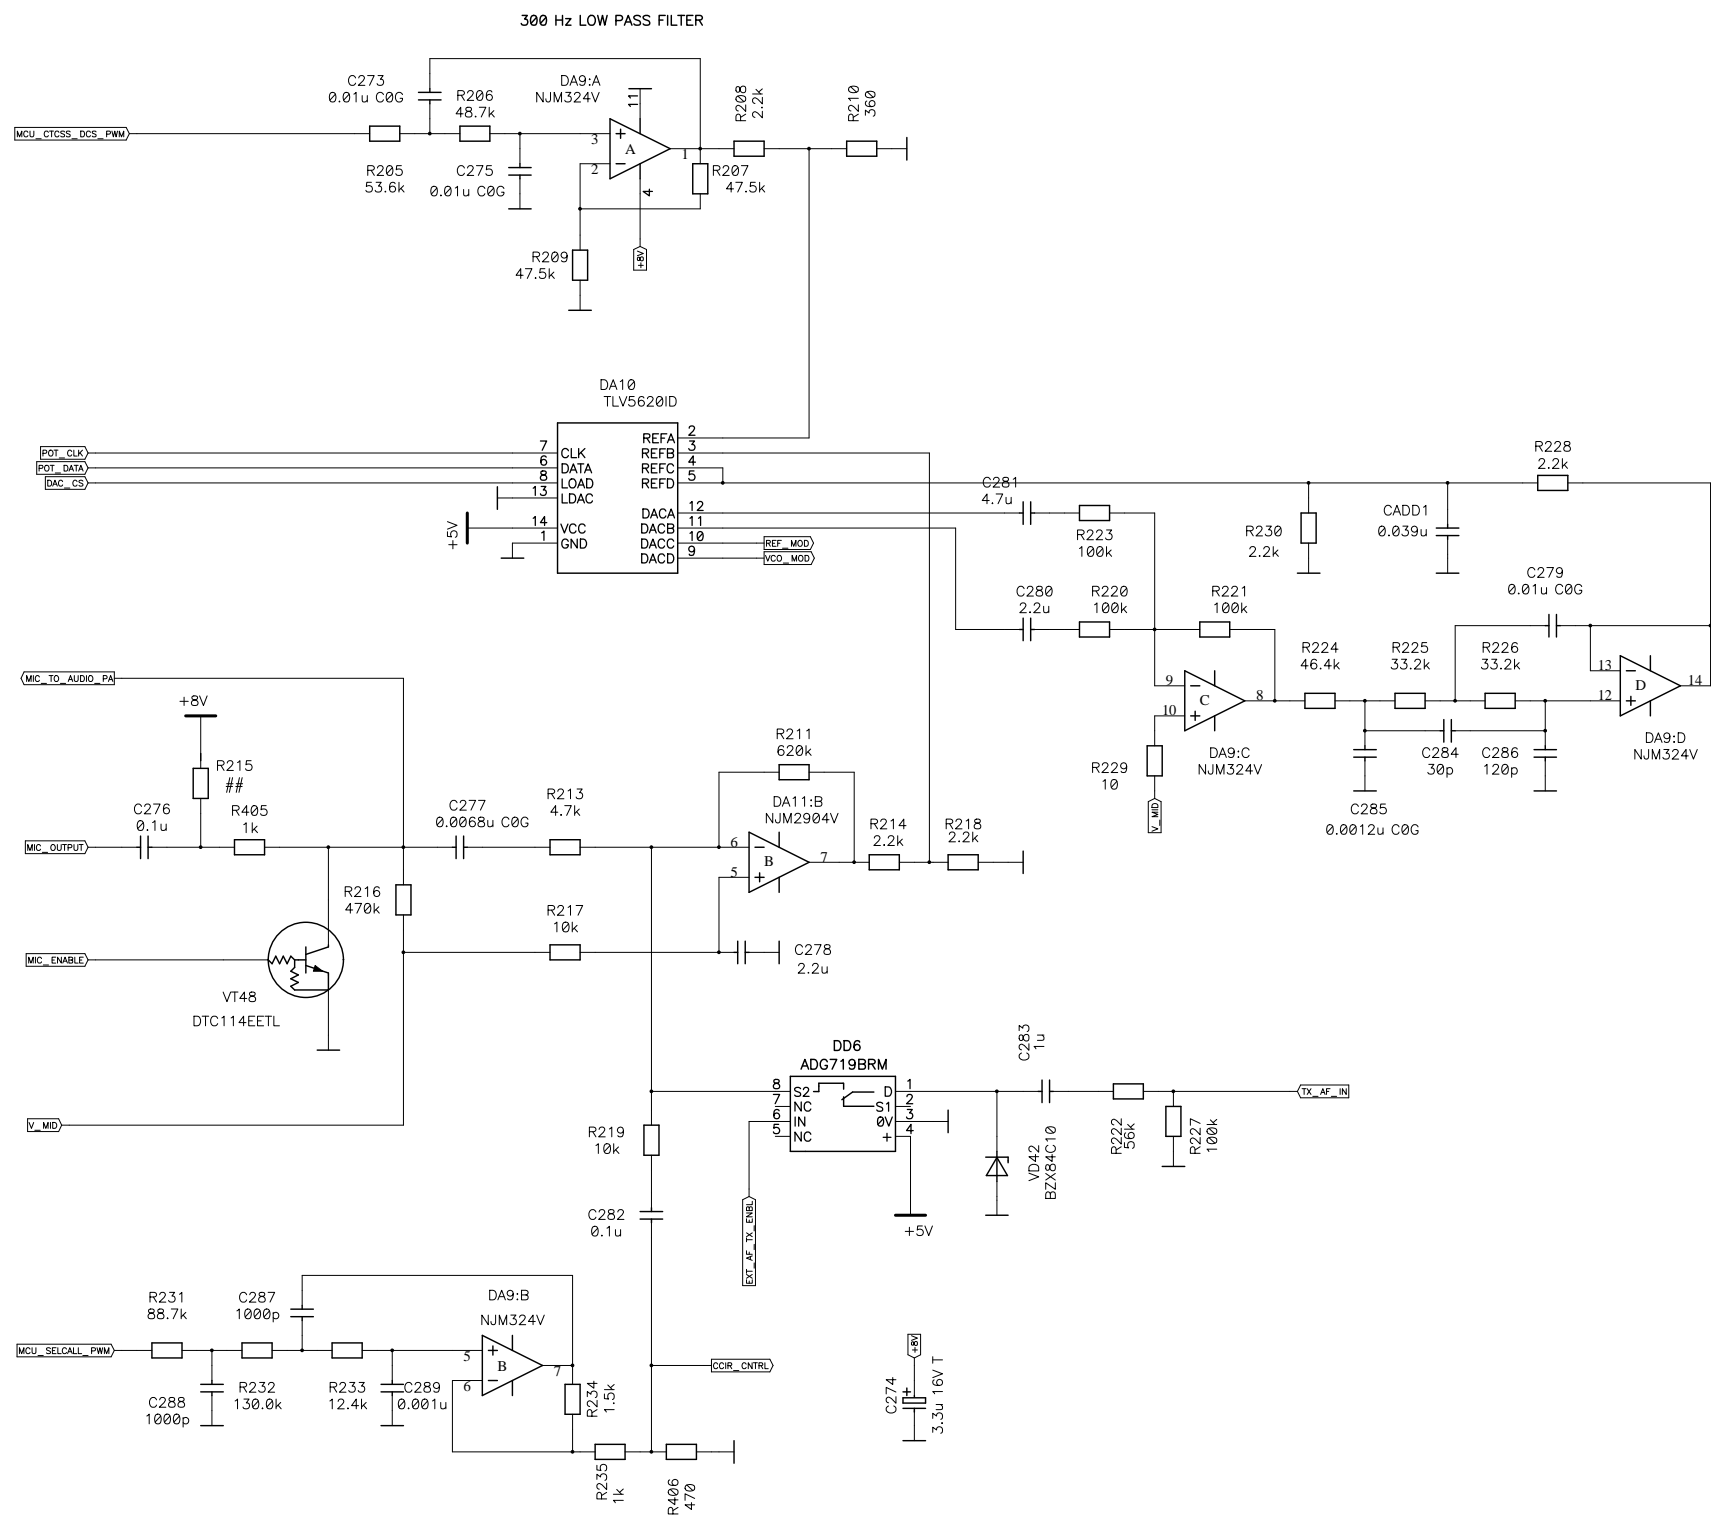 300 Hz LOW PASS FILTER
C273
0.01u C0G
R206
48.7k
DA9:A
NJM324V
11
R208
2.2k
R210
360
MCU_CTCSS_DCS_PWM
3
2
A
1
4
R205
53.6k
C275
0.01u C0G
R207
47.5k
R209
47.5k
+8V
DA10
TLV5620ID
POT_CLK
POT_DATA
DAC_CS
7 CLK
6 DATA
8 LOAD
13 LDAC
14 VCC
1 GND
+5V
REFA 2
REFB 3
REFC 4
REFD 5
DACA 12
DACB 11
DACC 10
DACD 9
REF_MOD
VCO_MOD
C281
4.7u
R223
100k
R228
2.2k
R230
2.2k
CADD1
0.039u
C280
2.2u
R220
100k
R221
100k
C279
0.01u C0G
R224
46.4k
R225
33.2k
R226
33.2k
9
10
C
8
13
12
D
14
DA9:C
NJM324V
DA9:D
NJM324V
R229
10
V_MID
C284
30p
C286
120p
C285
0.0012u C0G
MIC_TO_AUDIO_PA
+8V
R215
##
C276
0.1u
R405
1k
MIC_OUTPUT
C277
0.0068u C0G
R213
4.7k
R211
620k
DA11:B
NJM2904V
6
5
B
7
R214
2.2k
R218
2.2k
R216
470k
R217
10k
C278
2.2u
MIC_ENABLE
VT48
DTC114EETL
V_MID
DD6
ADG719BRM
8 S2
7 NC
6 IN
5 NC
D 1
S1 2
0V 3
+ 4
C283
1u
TX_AF_IN
R222
56k
R227
100k
VD42
BZX84C10
+5V
EXT_AF_TX_ENBL
R219
10k
C282
0.1u
R231
88.7k
C287
1000p
DA9:B
NJM324V
MCU_SELCALL_PWM
5
6
B
7
C288
1000p
R232
130.0k
R233
12.4k
C289
0.001u
R234
1.5k
CCIR_CNTRL
R235
1k
R406
470
+8V
C274
+
3.3u 16V T